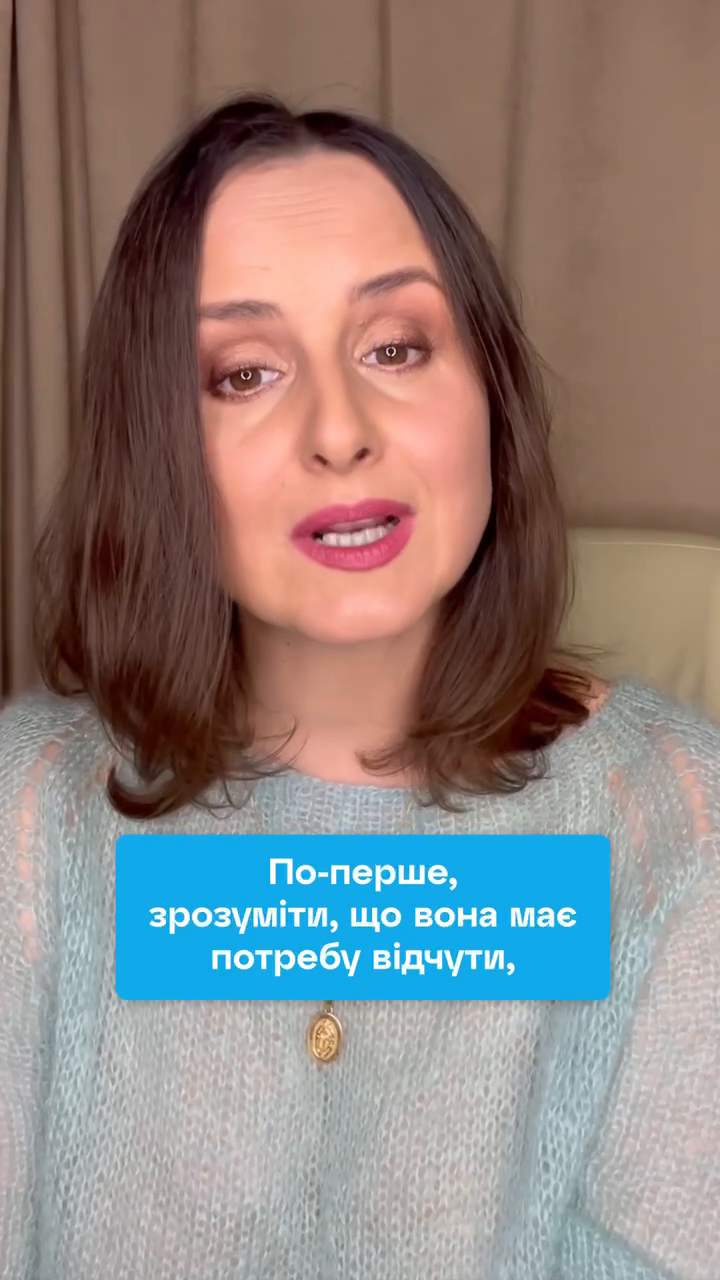 По-перше,
зрозуміти, що вона має
потребу відчути,